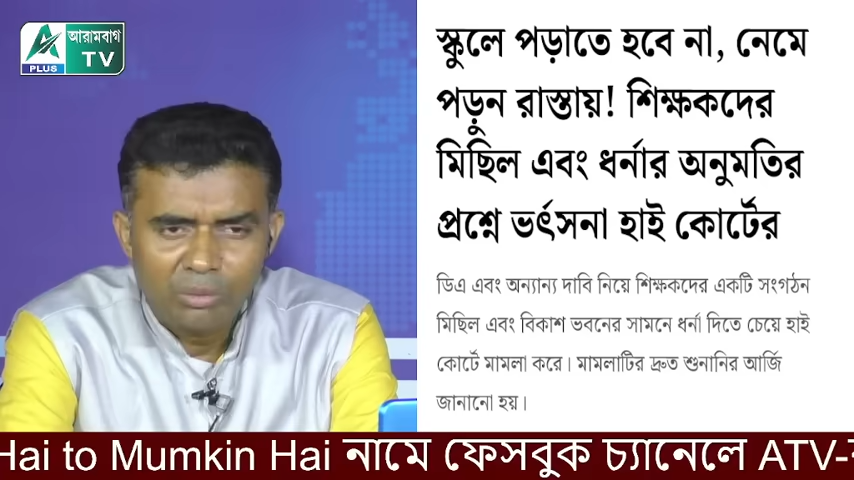 আরামবাগ
TV
PLUS
স্কুলে পড়াতে হবে না, নেমে
পড়ুন রাস্তায়! শিক্ষকদের
মিছিল এবং ধর্নার অনুমতির
প্রশ্নে ভর্ৎসনা হাই কোর্টের
ডিএ এবং অন্যান্য দাবি নিয়ে শিক্ষকদের একটি সংগঠন
মিছিল এবং বিকাশ ভবনের সামনে ধর্না দিতে চেয়ে হাই
কোর্টে মামলা করে। মামলাটির দ্রুত শুনানির আর্জি
জানানো হয়।
Hai to Mumkin Hai নামে ফেসবুক চ্যানেলে ATV-